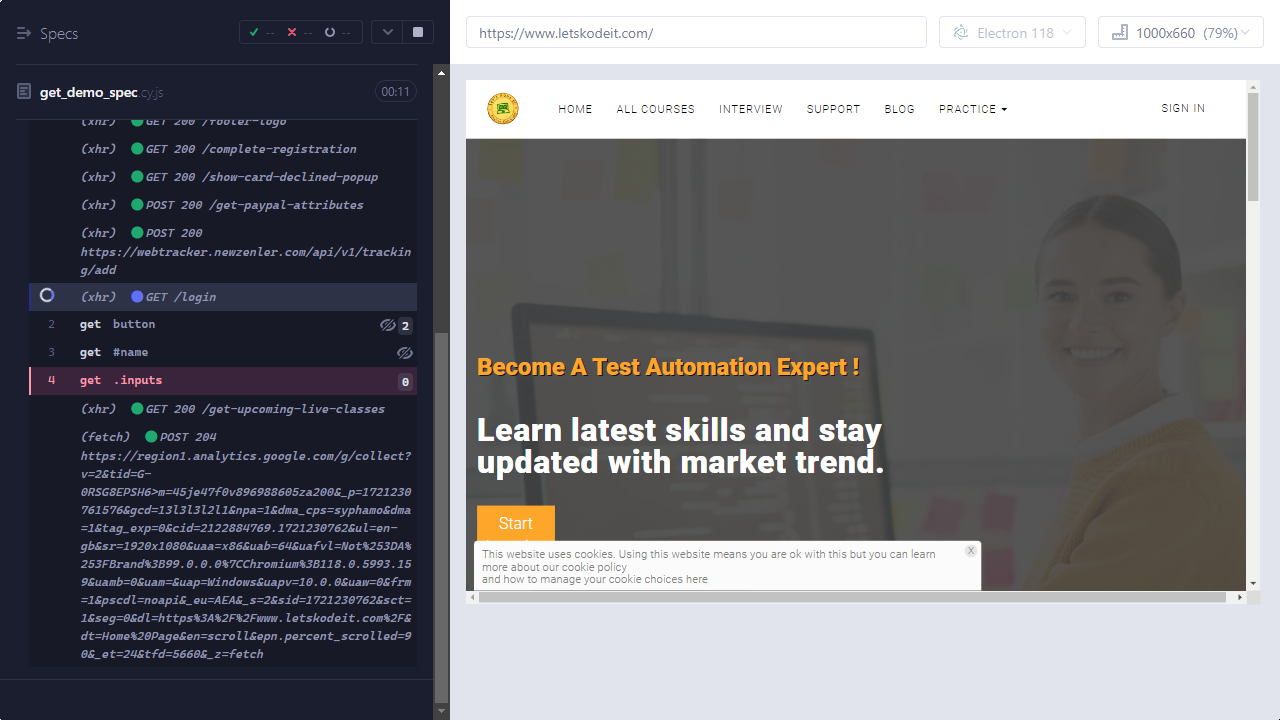 Specs
--
--
--
get_demo_spec.cy.js
00:11
(xhr) GET 200 /footer-logo
(xhr) GET 200 /complete-registration
(xhr) GET 200 /show-card-declined-popup
(xhr) POST 200 /get-paypal-attributes
(xhr) POST 200
https://webtracker.newzenler.com/api/v1/trackin
g/add
(xhr) GET /login
2 get button 2
3 get #name
4 get .inputs 0
(xhr) GET 200 /get-upcoming-live-classes
(fetch) POST 204
https://region1.analytics.google.com/g/collect?
v=2&tid=G-
0RSG8EPSH6>m=45je47f0v896988605za200&_p=1721230
761576&gcd=13l3l3l2l1&npa=1&dma_cps=syphamo&dma
=1&tag_exp=0&cid=2122884769.1721230762&ul=en-
gb&sr=1920x1080&uaa=x86&uab=64&uafvl=Not%253DA%
253FBrand%3B99.0.0.0%7CChromium%3B118.0.5993.15
9&uamb=0&uam=&uap=Windows&uapv=10.0.0&uaw=0&frm
=1&pscdl=noapi&_eu=AEA&_s=2&sid=1721230762&sct=
1&seg=0&dl=https%3A%2F%2Fwww.letskodeit.com%2F&
dt=Home%20Page&en=scroll&epn.percent_scrolled=9
0&_et=24&tfd=5660&_z=fetch
https://www.letskodeit.com/
Electron 118
1000x660 (79%)
HOME
ALL COURSES
INTERVIEW
SUPPORT
BLOG
PRACTICE
SIGN IN
Become A Test Automation Expert !
Learn latest skills and stay
updated with market trend.
Start
This website uses cookies. Using this website means you are ok with this but you can learn
more about our cookie policy
and how to manage your cookie choices here
X